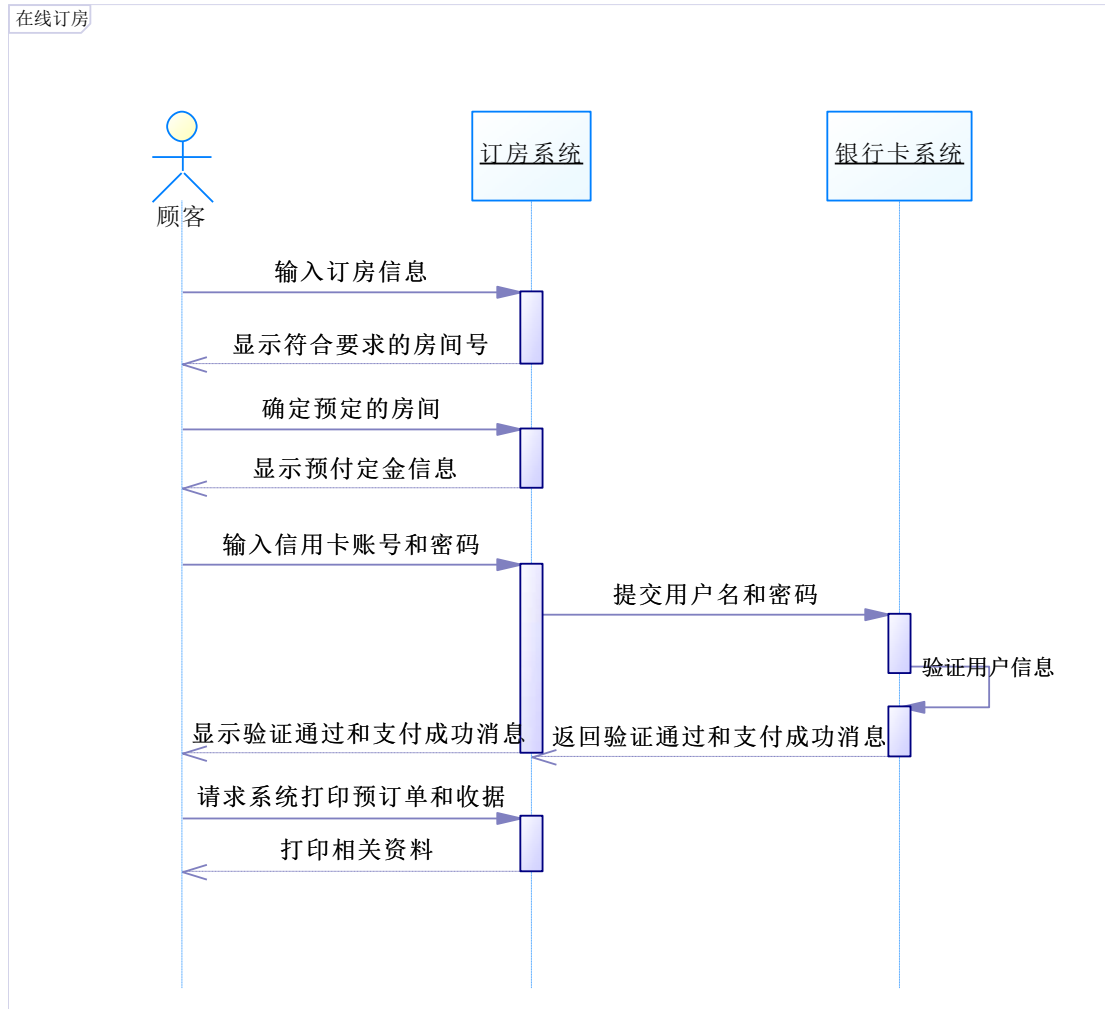 在线订房
订房系统
银行卡系统
顾客
输入订房信息
显示符合要求的房间号
确定预定的房间
显示预付定金信息
输入信用卡账号和密码
提交用户名和密码
验证用户信息
显示验证通过和支付成功消息
返回验证通过和支付成功消息
请求系统打印预订单和收据
打印相关资料